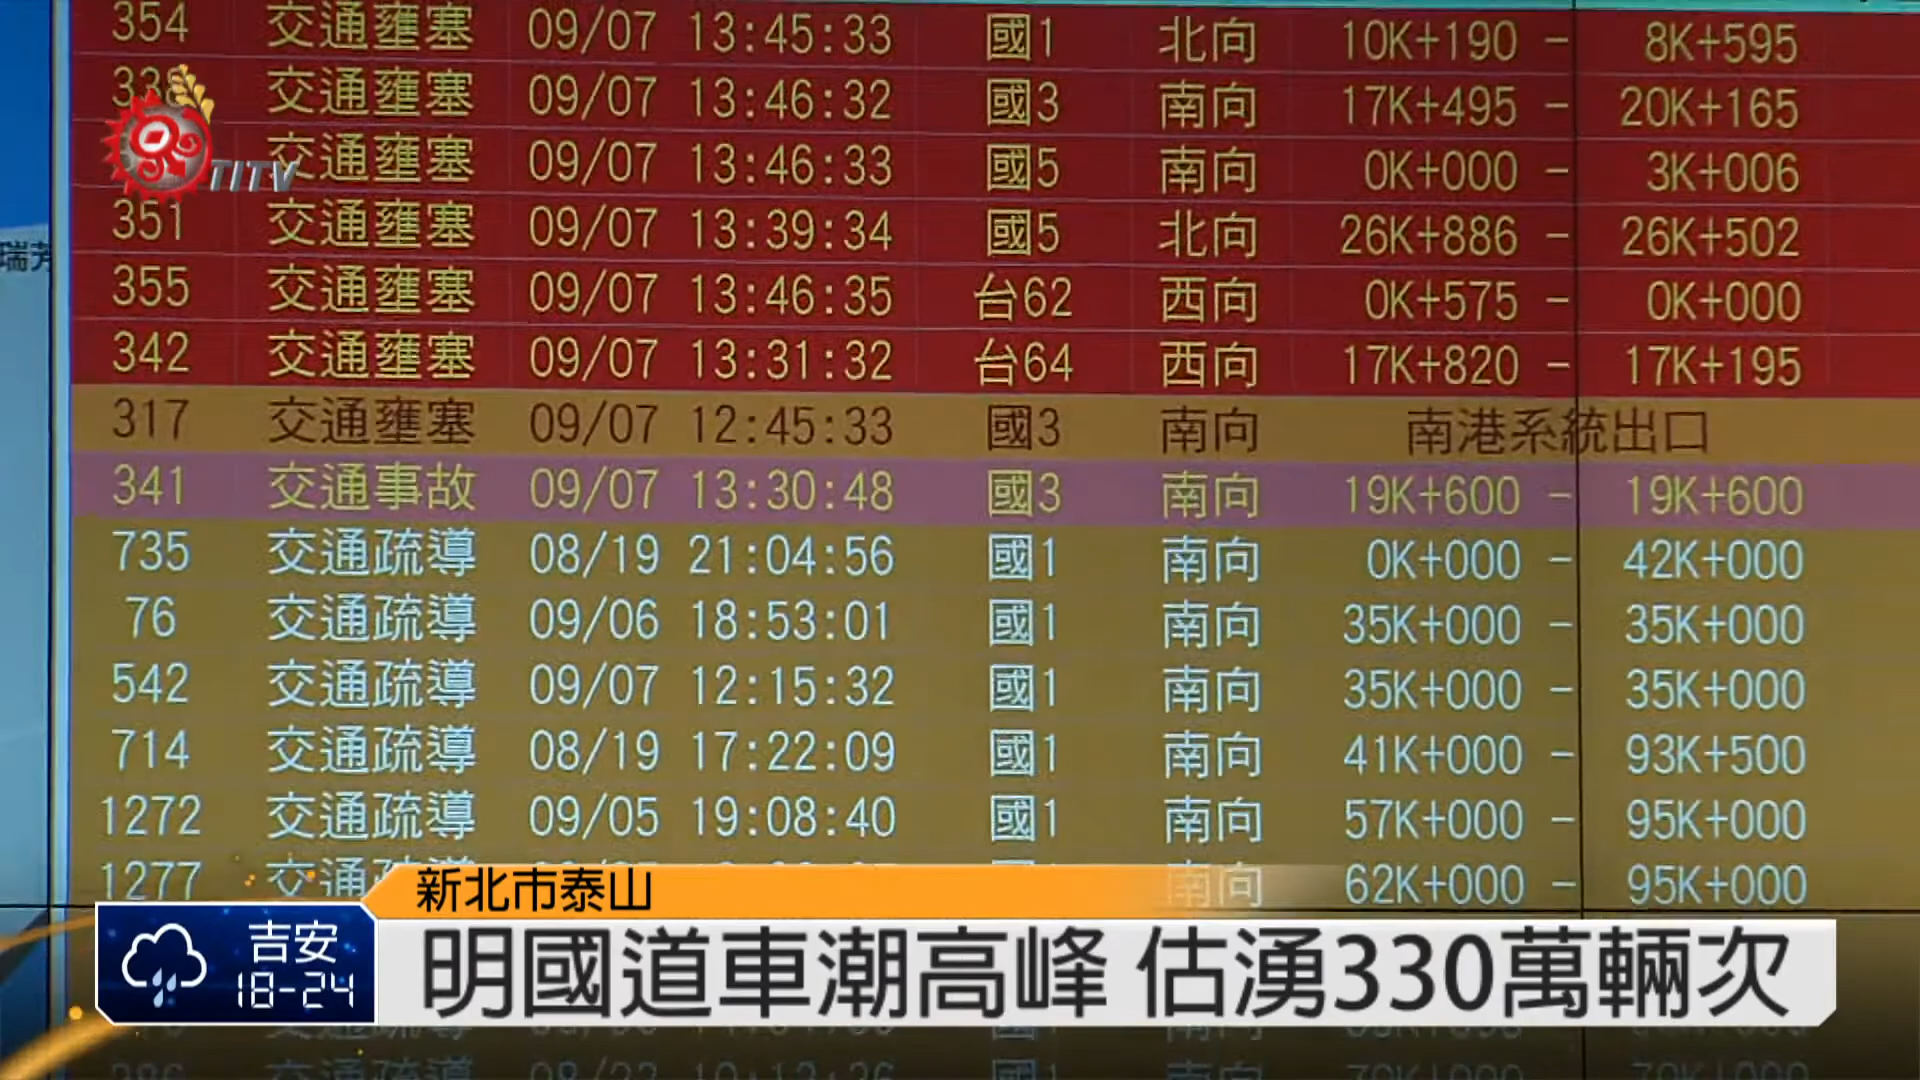 354 交通壅塞 09/07 13:45:33 國1 北向 10K+190 - 8K+595
338 交通壅塞 09/07 13:46:32 國3 南向 17K+495 - 20K+165
交通壅塞 09/07 13:46:33 國5 南向 0K+000 - 3K+006
TITV
351 交通壅塞 09/07 13:39:34 國5 北向 26K+886 - 26K+502
瑞芳
355 交通壅塞 09/07 13:46:35 台62 西向 0K+575 - 0K+000
342 交通壅塞 09/07 13:31:32 台64 西向 17K+820 - 17K+195
317 交通壅塞 09/07 12:45:33 國3 南向 南港系統出口
341 交通事故 09/07 13:30:48 國3 南向 19K+600 - 19K+600
735 交通疏導 08/19 21:04:56 國1 南向 0K+000 - 42K+000
76 交通疏導 09/06 18:53:01 國1 南向 35K+000 - 35K+000
542 交通疏導 09/07 12:15:32 國1 南向 35K+000 - 35K+000
714 交通疏導 08/19 17:22:09 國1 南向 41K+000 - 93K+500
1272 交通疏導 09/05 19:08:40 國1 南向 57K+000 - 95K+000
1277 交通 南向 62K+000 - 95K+000
新北市泰山
吉安
18-24
明國道車潮高峰 估湧330萬輛次